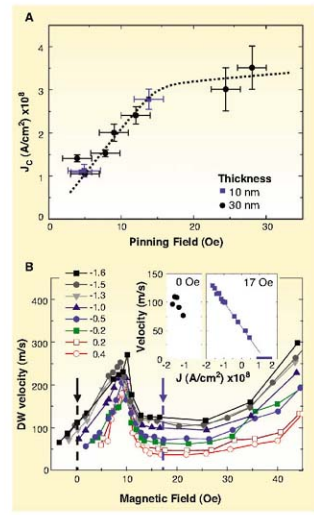 A
J_C (A/cm²) x10⁸
4
3
2
1
0
0 10 20 30
Pinning Field (Oe)
Thickness
10 nm
30 nm
B
DW velocity (m/s)
400
300
200
100
0
-1.6
-1.5
-1.3
-1.0
-0.5
-0.2
0.2
0.4
Velocity (m/s)
150
100
50
0
0 Oe
17 Oe
-2 -1
-2 -1 0 1 2
J (A/cm²) x10⁸
0 10 20 30 40
Magnetic Field (Oe)